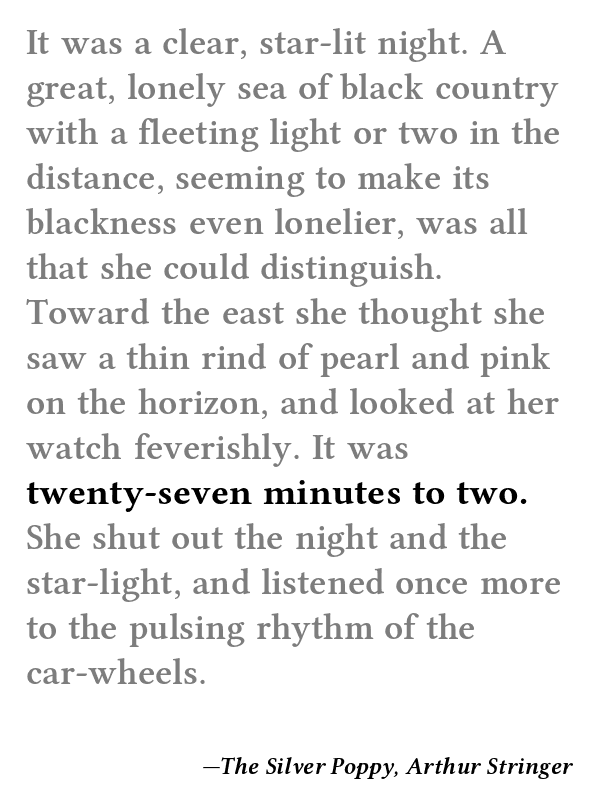 It was a clear, star-lit night. A
great, lonely sea of black country
with a fleeting light or two in the
distance, seeming to make its
blackness even lonelier, was all
that she could distinguish.
Toward the east she thought she
saw a thin rind of pearl and pink
on the horizon, and looked at her
watch feverishly. It was
twenty-seven minutes to two.
She shut out the night and the
star-light, and listened once more
to the pulsing rhythm of the
car-wheels.
—The Silver Poppy, Arthur Stringer